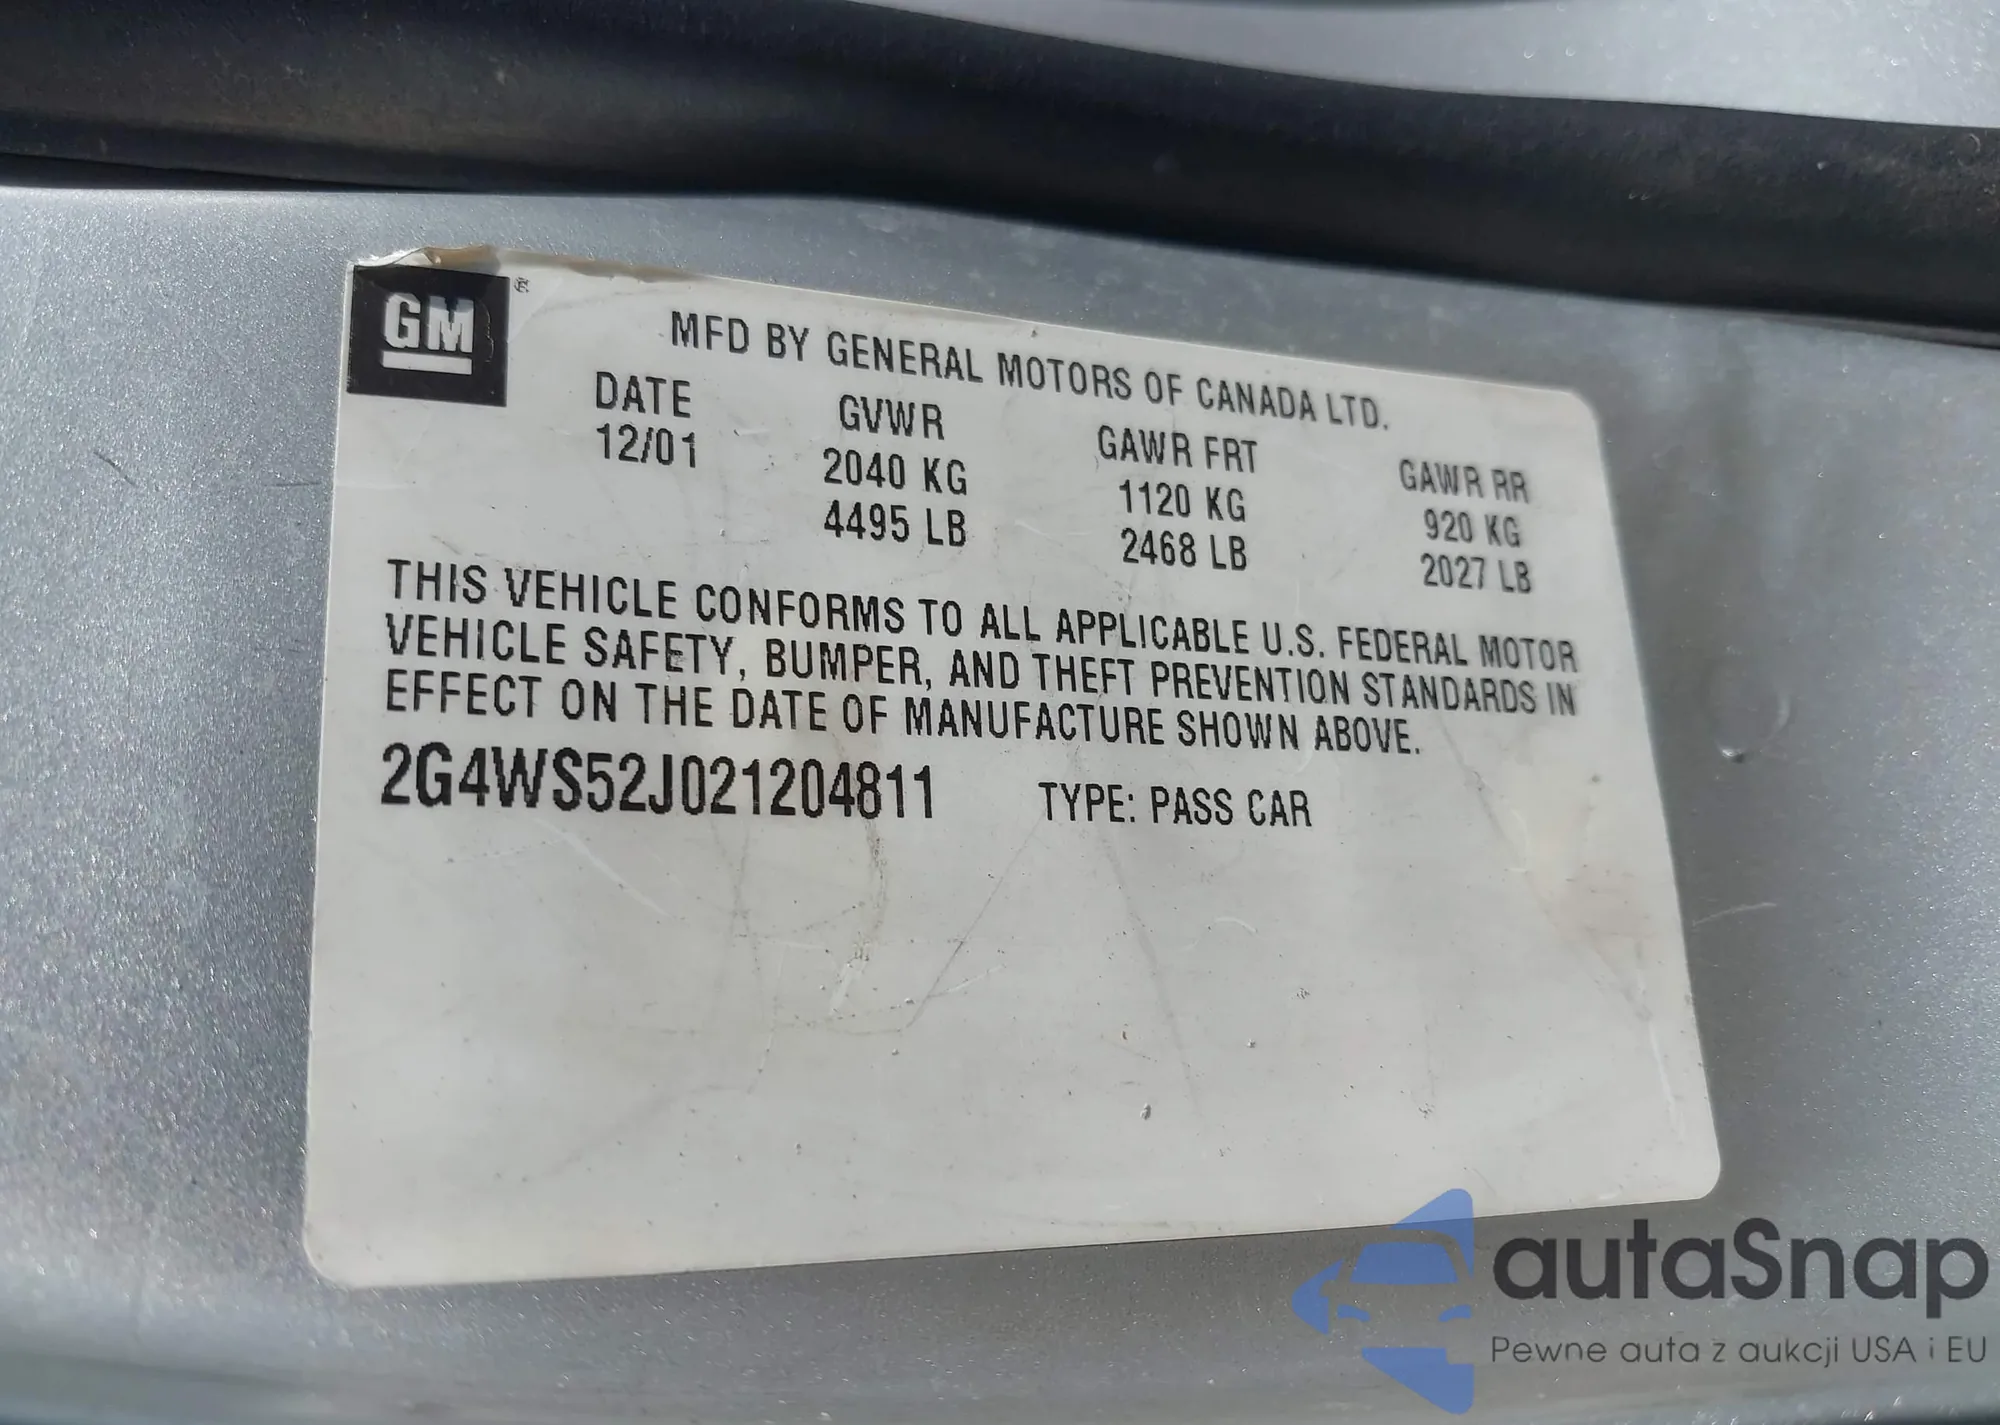 GM ®
MFD BY GENERAL MOTORS OF CANADA LTD.
DATE GVWR GAWR FRT GAWR RR
12/01 2040 KG 1120 KG 920 KG
4495 LB 2468 LB 2027 LB
THIS VEHICLE CONFORMS TO ALL APPLICABLE U.S. FEDERAL MOTOR
VEHICLE SAFETY, BUMPER, AND THEFT PREVENTION STANDARDS IN
EFFECT ON THE DATE OF MANUFACTURE SHOWN ABOVE.
2G4WS52J021204811 TYPE: PASS CAR
autaSnap
Pewne auta z aukcji USA i EU